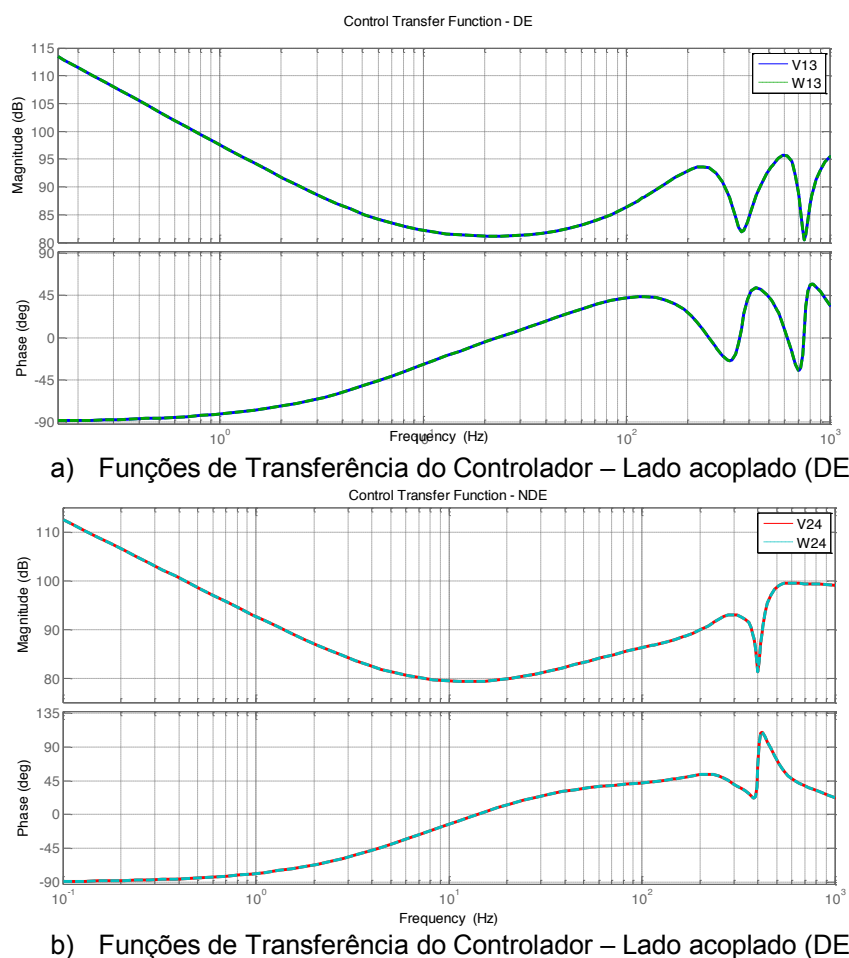 Control Transfer Function - DE
115
110
105
100
95
90
85
80
Magnitude (dB)
V13
W13
90
45
0
-45
-90
Phase (deg)
10^0
10^1
10^2
10^3
Frequency (Hz)
a) Funções de Transferência do Controlador – Lado acoplado (DE
Control Transfer Function - NDE
110
100
90
80
Magnitude (dB)
V24
W24
135
90
45
0
-45
-90
Phase (deg)
10^-1
10^0
10^1
10^2
10^3
Frequency (Hz)
b) Funções de Transferência do Controlador – Lado acoplado (DE